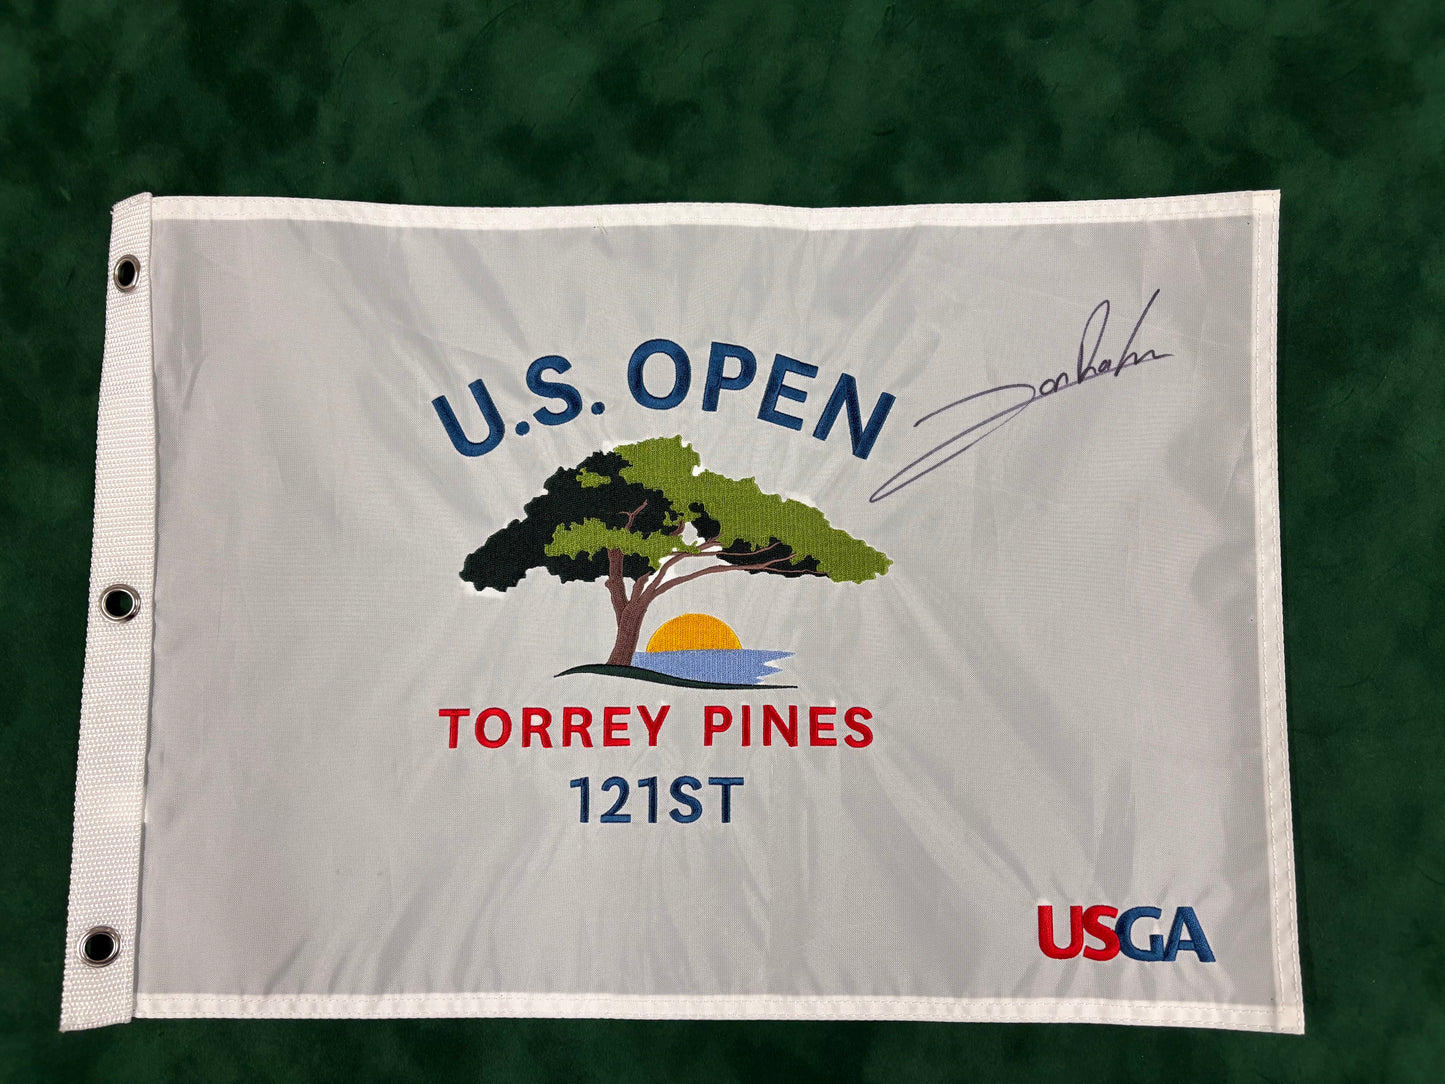 U.S. OPEN
TORREY PINES
121ST
USGA